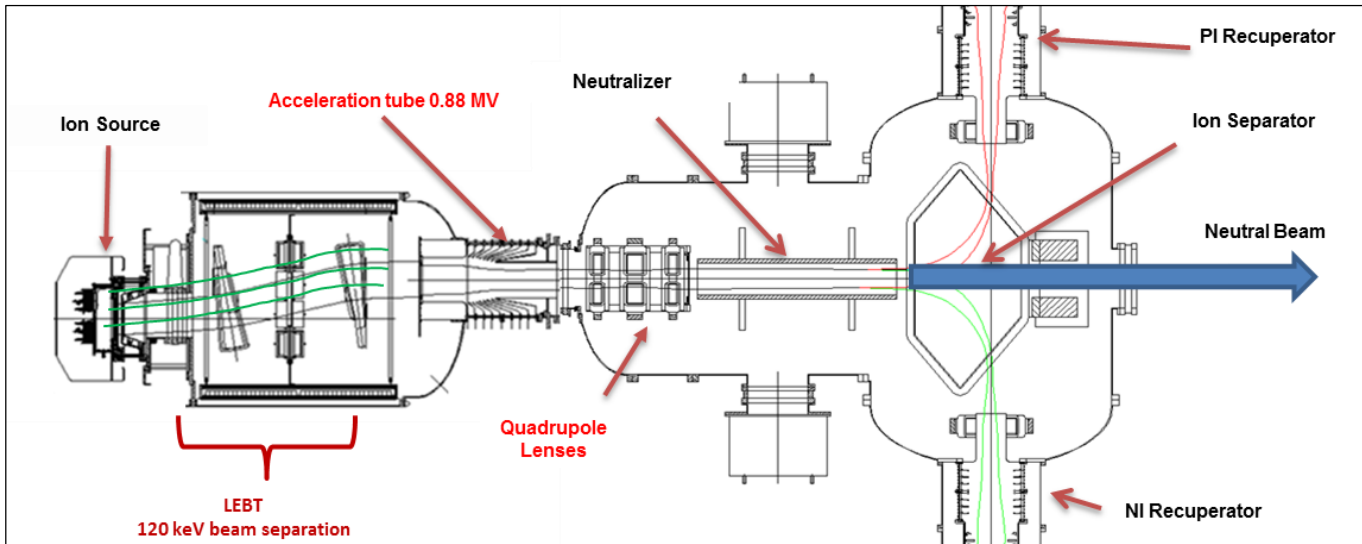 PI Recuperator
Neutralizer
Acceleration tube 0.88 MV
Ion Source
Ion Separator
Neutral Beam
Quadrupole
Lenses
LEBT
120 keV beam separation
NI Recuperator